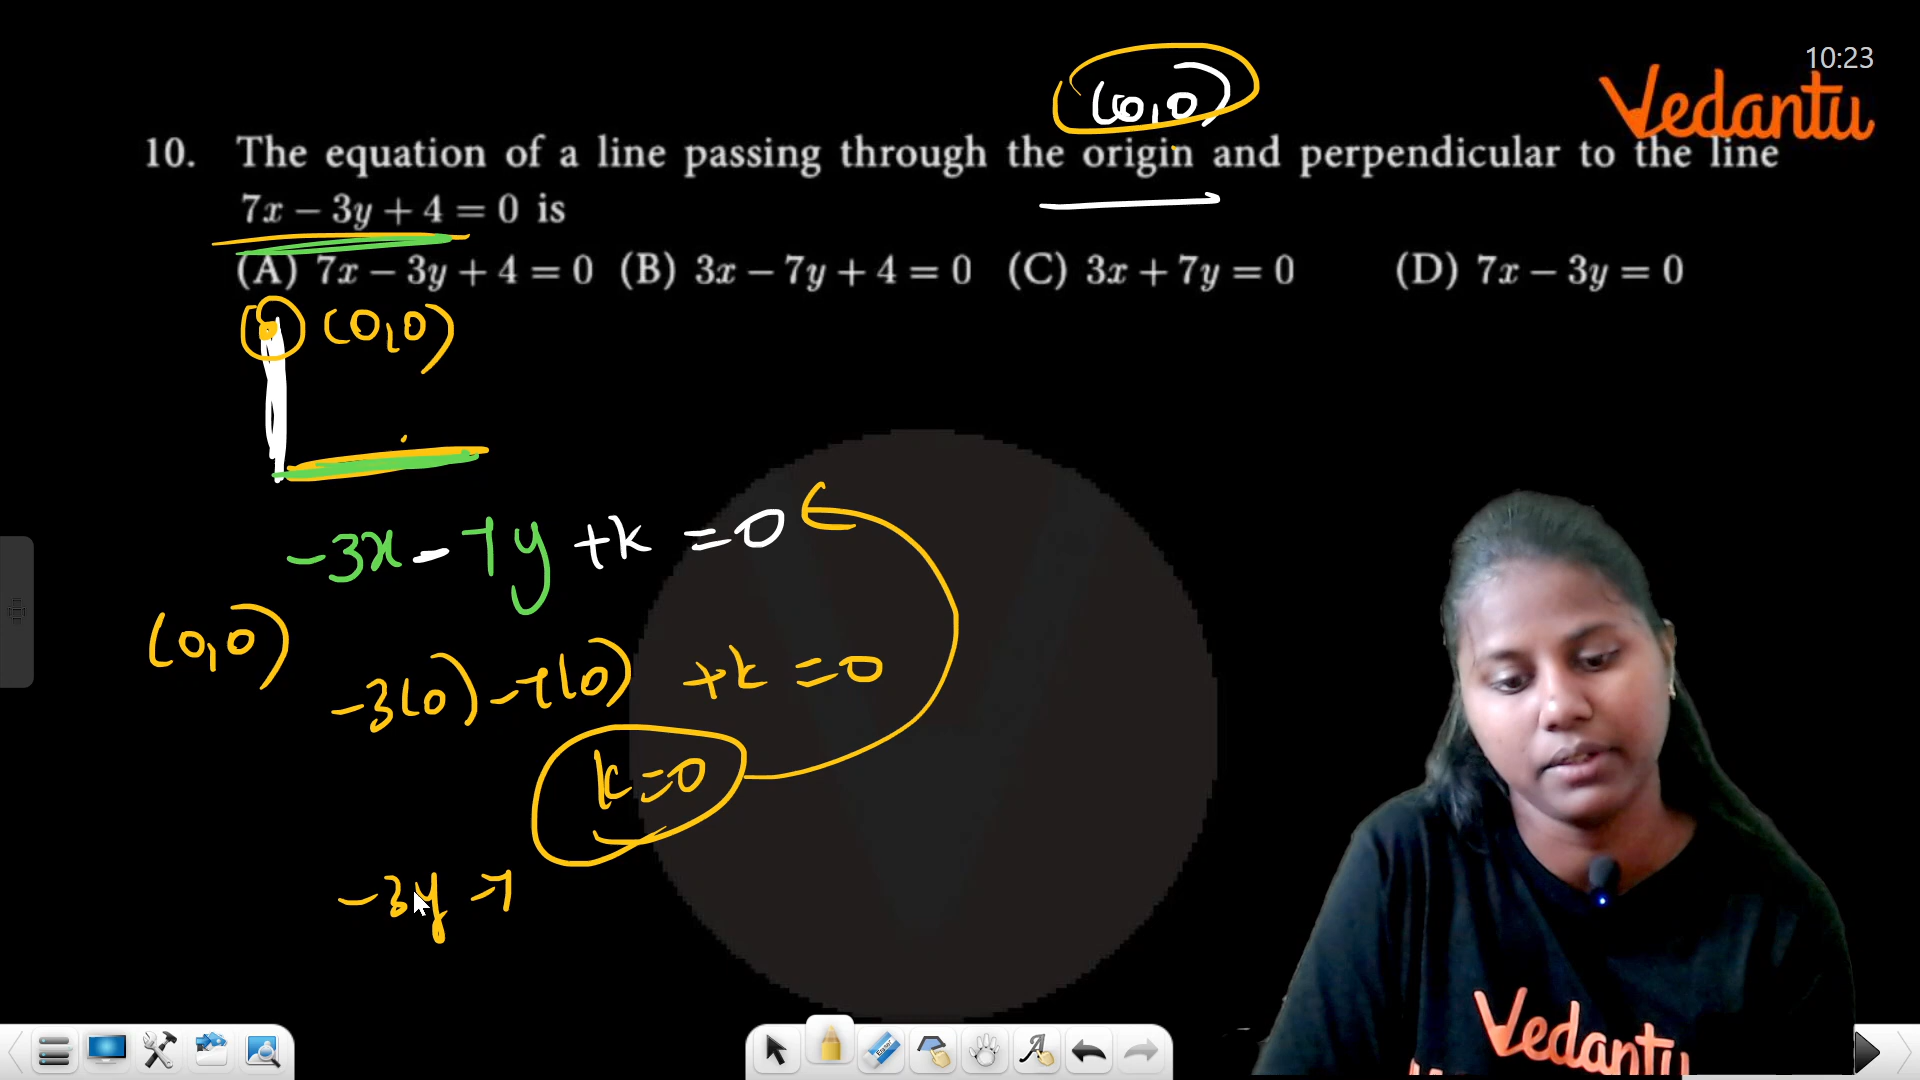 10:23
Vedantu
(0,0)
10. The equation of a line passing through the origin and perpendicular to the line
7x − 3y + 4 = 0 is
(A) 7x − 3y + 4 = 0 (B) 3x − 7y + 4 = 0 (C) 3x + 7y = 0 (D) 7x − 3y = 0
(0,0)
-3x - 7y + k = 0
(0,0)
-3(0) - 7(0) + k = 0
k = 0
-3y -7
Vedantu